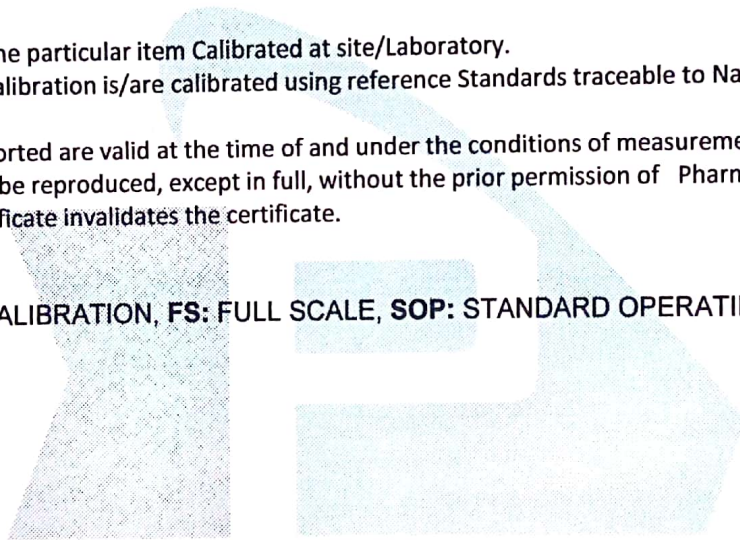 he particular item Calibrated at site/Laboratory.
alibration is/are calibrated using reference Standards traceable to Na
orted are valid at the time of and under the conditions of measureme
be reproduced, except in full, without the prior permission of Pharm
ficate invalidates the certificate.
ALIBRATION, FS: FULL SCALE, SOP: STANDARD OPERATI